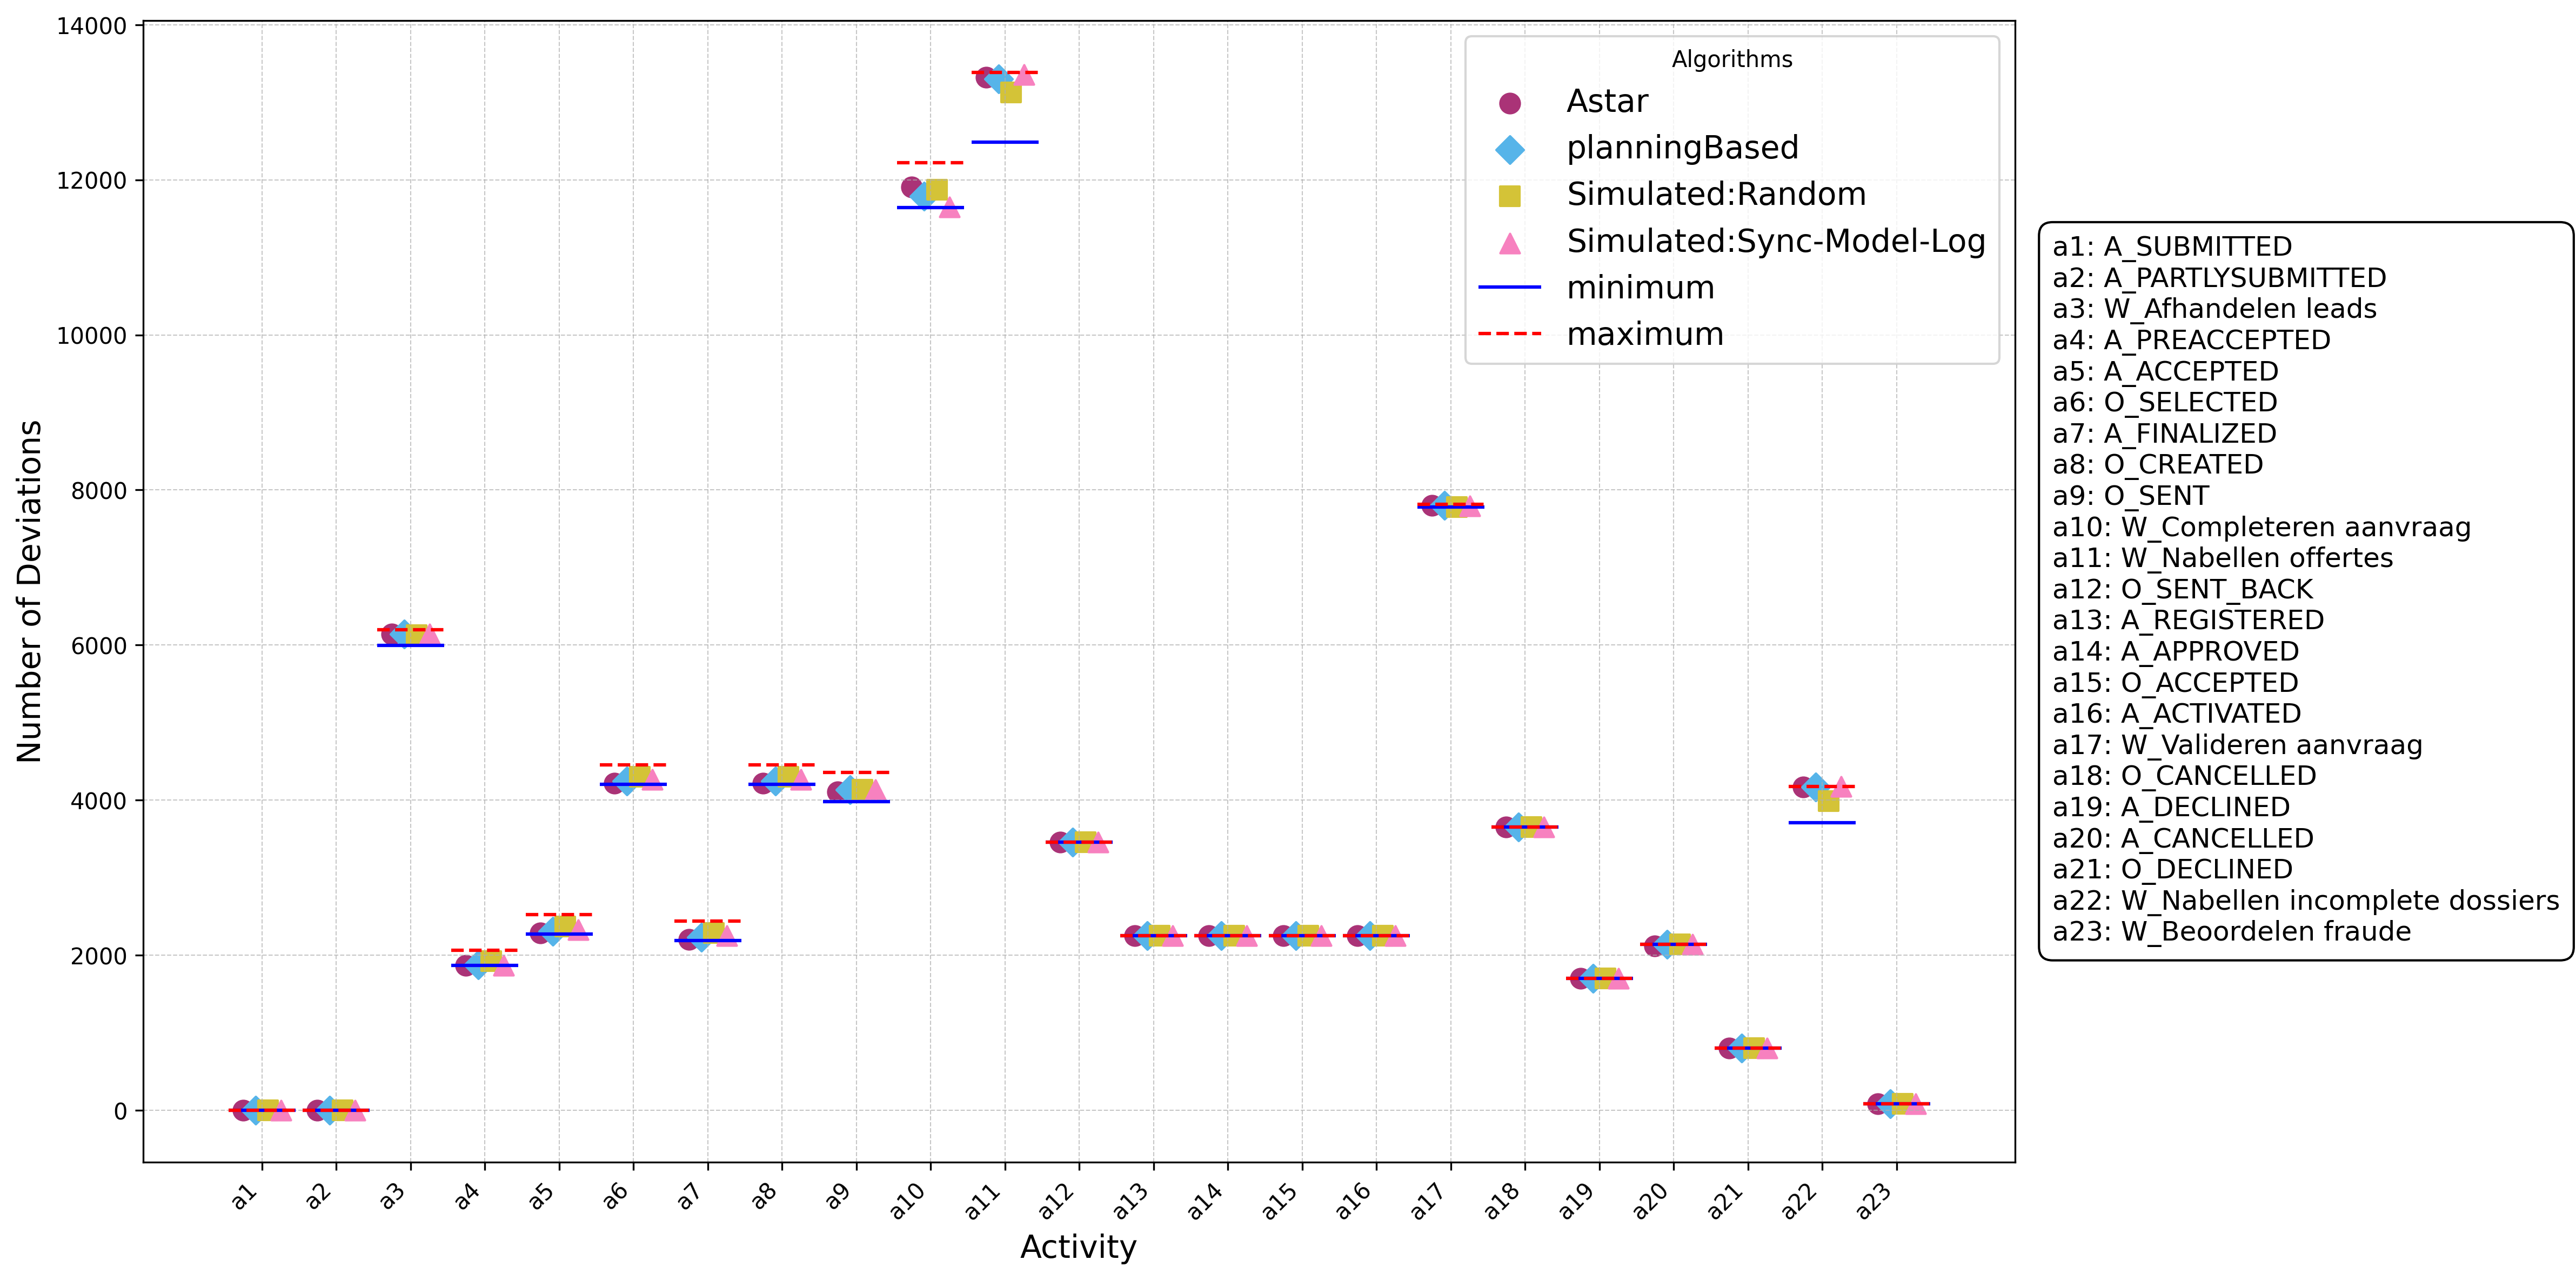 14000
12000
10000
8000
6000
4000
2000
0
Number of Deviations
a1
a2
a3
a4
a5
a6
a7
a8
a9
a10
a11
a12
a13
a14
a15
a16
a17
a18
a19
a20
a21
a22
a23
Activity
Algorithms
Astar
planningBased
Simulated:Random
Simulated:Sync-Model-Log
minimum
maximum
a1: A_SUBMITTED
a2: A_PARTLYSUBMITTED
a3: W_Afhandelen leads
a4: A_PREACCEPTED
a5: A_ACCEPTED
a6: O_SELECTED
a7: A_FINALIZED
a8: O_CREATED
a9: O_SENT
a10: W_Completeren aanvraag
a11: W_Nabellen offertes
a12: O_SENT_BACK
a13: A_REGISTERED
a14: A_APPROVED
a15: O_ACCEPTED
a16: A_ACTIVATED
a17: W_Valideren aanvraag
a18: O_CANCELLED
a19: A_DECLINED
a20: A_CANCELLED
a21: O_DECLINED
a22: W_Nabellen incomplete dossiers
a23: W_Beoordelen fraude